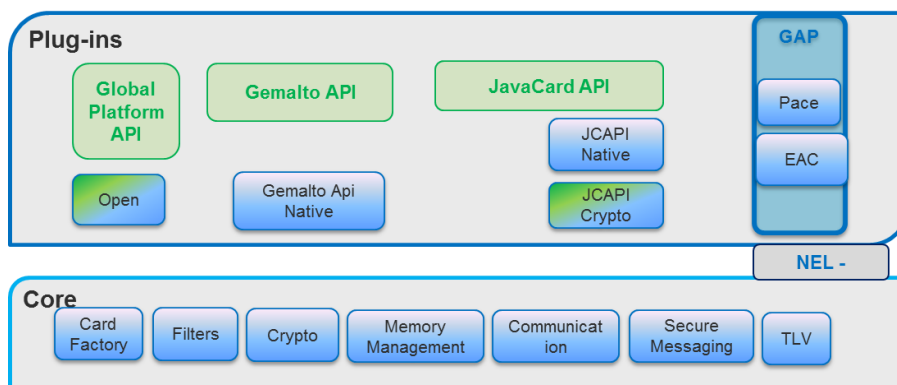 Plug-ins
GAP
Global
Platform
API
Gemalto API
JavaCard API
Pace
JCAPI
Native
EAC
Open
Gemalto Api
Native
JCAPI
Crypto
NEL -
Core
Card
Factory
Filters
Crypto
Memory
Management
Communicat
ion
Secure
Messaging
TLV